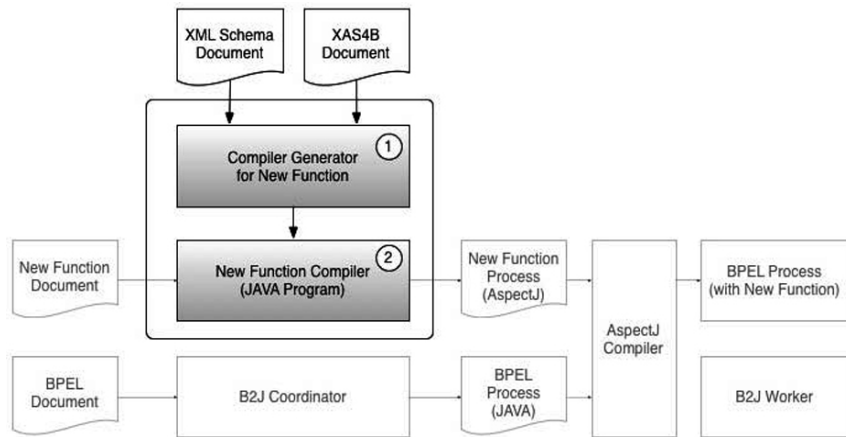 XML Schema
Document
XAS4B
Document
1
Compiler Generator
for New Function
2
New Function Compiler
(JAVA Program)
New Function
Document
New Function
Process
(AspectJ)
AspectJ
Compiler
BPEL Process
(with New Function)
BPEL
Document
B2J Coordinator
BPEL
Process
(JAVA)
B2J Worker